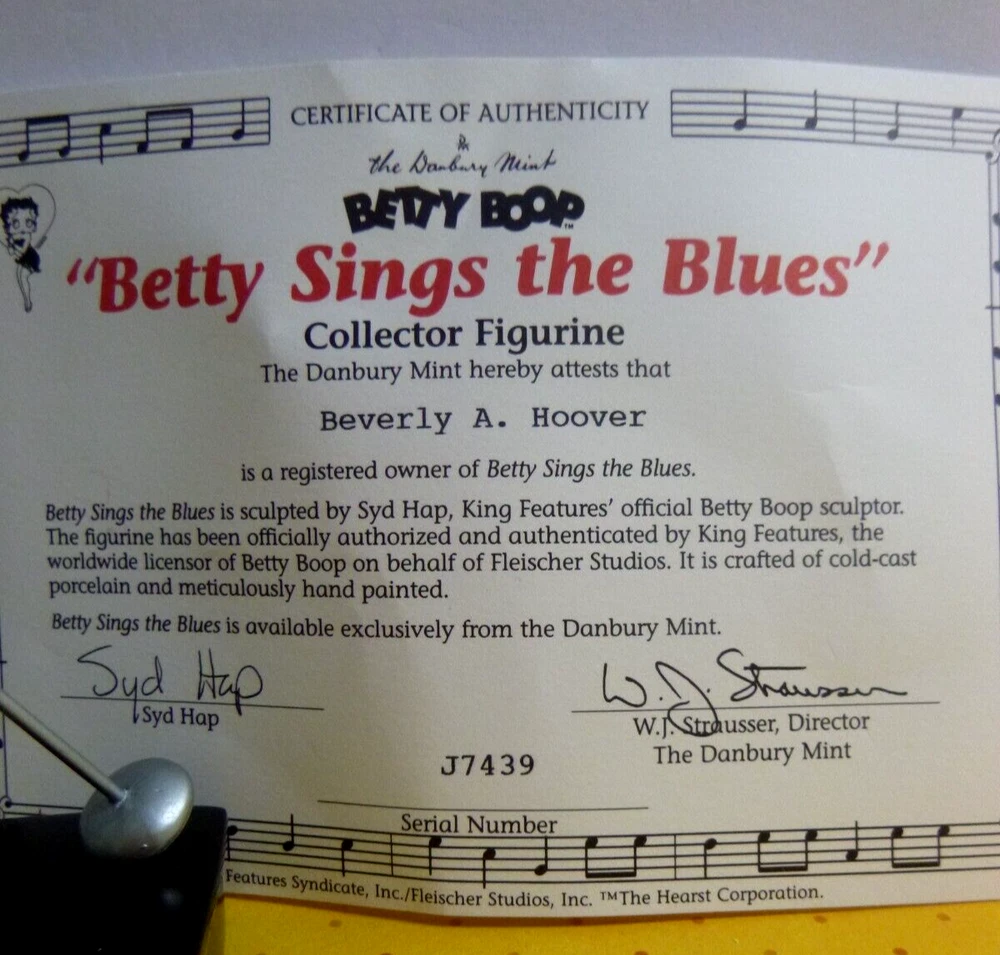 CERTIFICATE OF AUTHENTICITY
the Danbury Mint
BETTY BOOP™
“Betty Sings the Blues”
Collector Figurine
The Danbury Mint hereby attests that
Beverly A. Hoover
is a registered owner of Betty Sings the Blues.
Betty Sings the Blues is sculpted by Syd Hap, King Features’ official Betty Boop sculptor.
The figurine has been officially authorized and authenticated by King Features, the
worldwide licensor of Betty Boop on behalf of Fleischer Studios. It is crafted of cold-cast
porcelain and meticulously hand painted.
Betty Sings the Blues is available exclusively from the Danbury Mint.
Syd Hap
W. J. Strausser
Syd Hap
W.J. Strausser, Director
The Danbury Mint
J7439
Serial Number
Features Syndicate, Inc./Fleischer Studios, Inc. ™The Hearst Corporation.